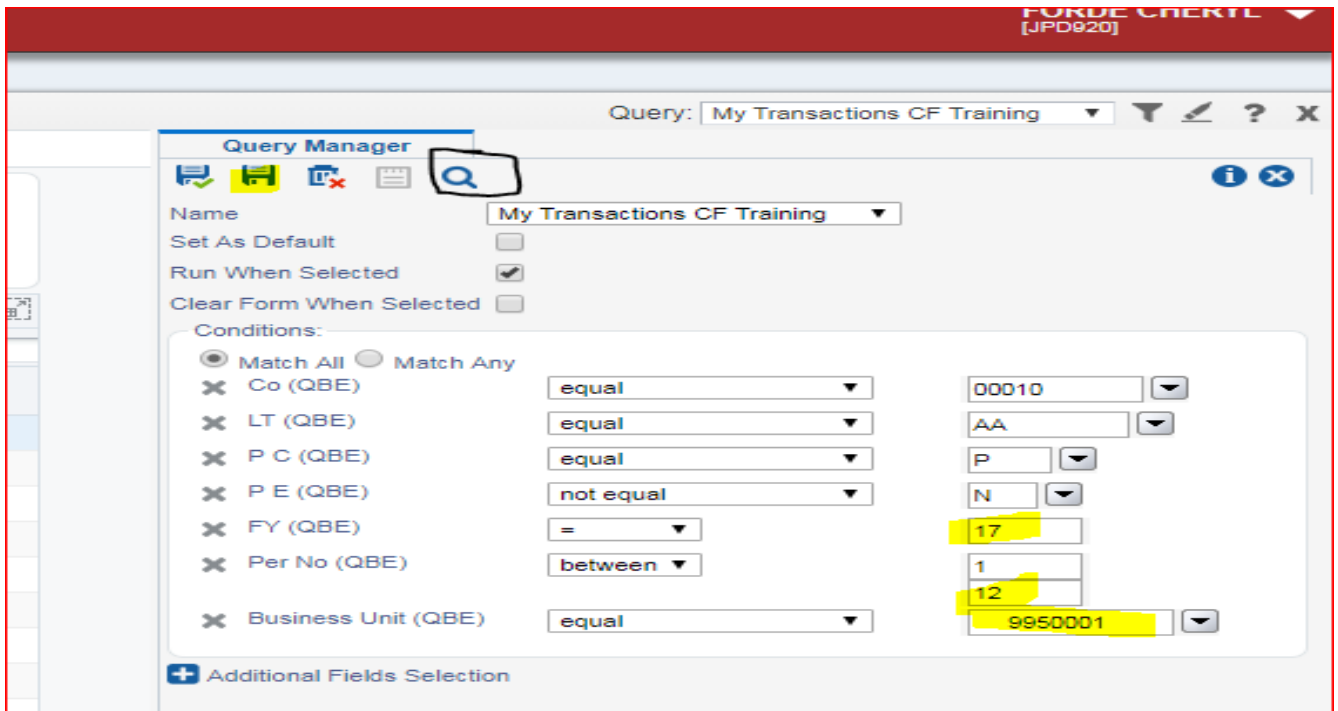 FORDE CHERYL
[JPD920]
Query: My Transactions CF Training
Query Manager
Name My Transactions CF Training
Set As Default
Run When Selected
Clear Form When Selected
Conditions:
Match All Match Any
Co (QBE) equal 00010
LT (QBE) equal AA
P C (QBE) equal P
P E (QBE) not equal N
FY (QBE) = 17
Per No (QBE) between 1
12
Business Unit (QBE) equal 9950001
Additional Fields Selection